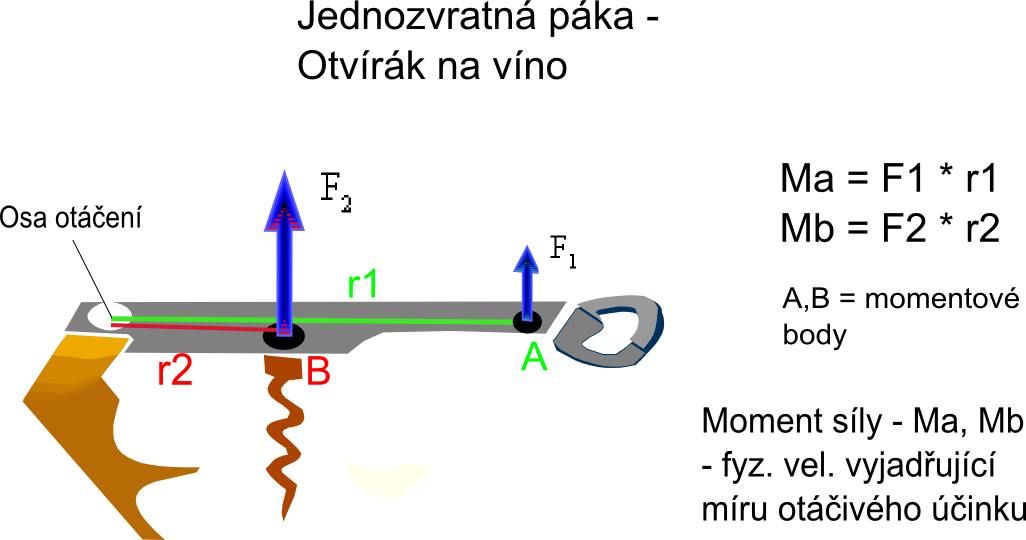 Jednozvratná páka -
Otvírák na víno
Osa otáčení
F2
F1
r1
r2
B
A
Ma = F1 * r1
Mb = F2 * r2
A,B = momentové
body
Moment síly - Ma, Mb
- fyz. vel. vyjadřující
míru otáčivého účinku